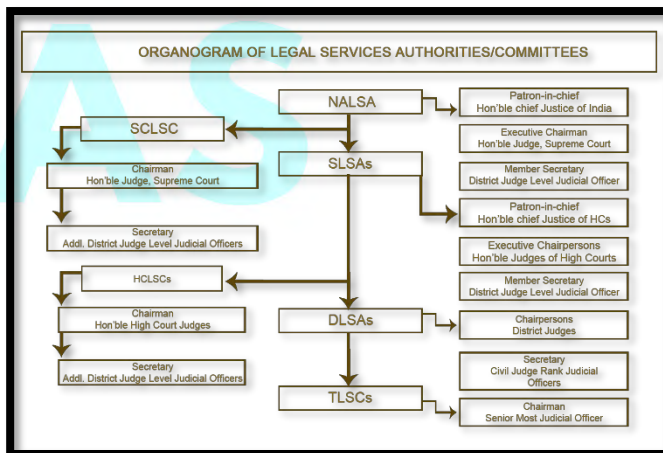 AS
ORGANOGRAM OF LEGAL SERVICES AUTHORITIES/COMMITTEES
NALSA
Patron-in-chief
Hon'ble chief Justice of India
Executive Chairman
Hon'ble Judge, Supreme Court
Member Secretary
District Judge Level Judicial Officer
SCLSC
Chairman
Hon'ble Judge, Supreme Court
Secretary
Addl. District Judge Level Judicial Officers
SLSAs
Patron-in-chief
Hon'ble chief Justice of HCs
Executive Chairpersons
Hon'ble Judges of High Courts
Member Secretary
District Judge Level Judicial Officer
HCLSCs
Chairman
Hon'ble High Court Judges
Secretary
Addl. District Judge Level Judicial Officers
DLSAs
Chairpersons
District Judges
Secretary
Civil Judge Rank Judicial
Officers
TLSCs
Chairman
Senior Most Judicial Officer